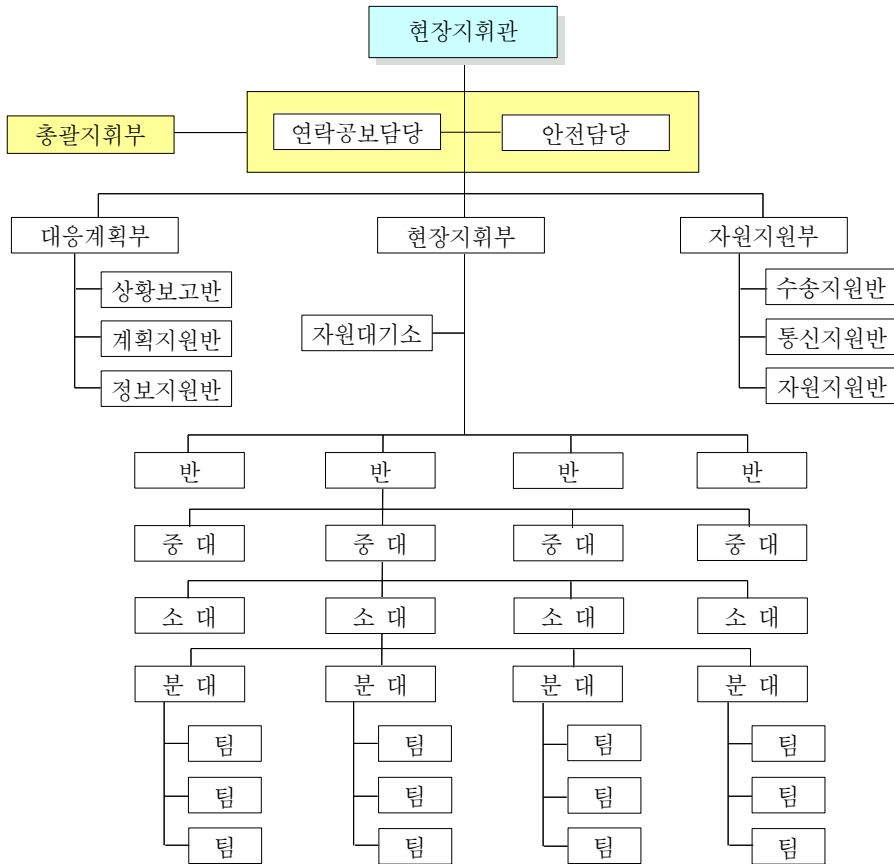 현장지휘관
총괄지휘부
연락공보담당
안전담당
대응계획부
현장지휘부
자원지원부
상황보고반
계획지원반
정보지원반
자원대기소
수송지원반
통신지원반
자원지원반
반
반
반
반
중 대
중 대
중 대
중 대
소 대
소 대
소 대
소 대
분 대
분 대
분 대
분 대
팀
팀
팀
팀
팀
팀
팀
팀
팀
팀
팀
팀